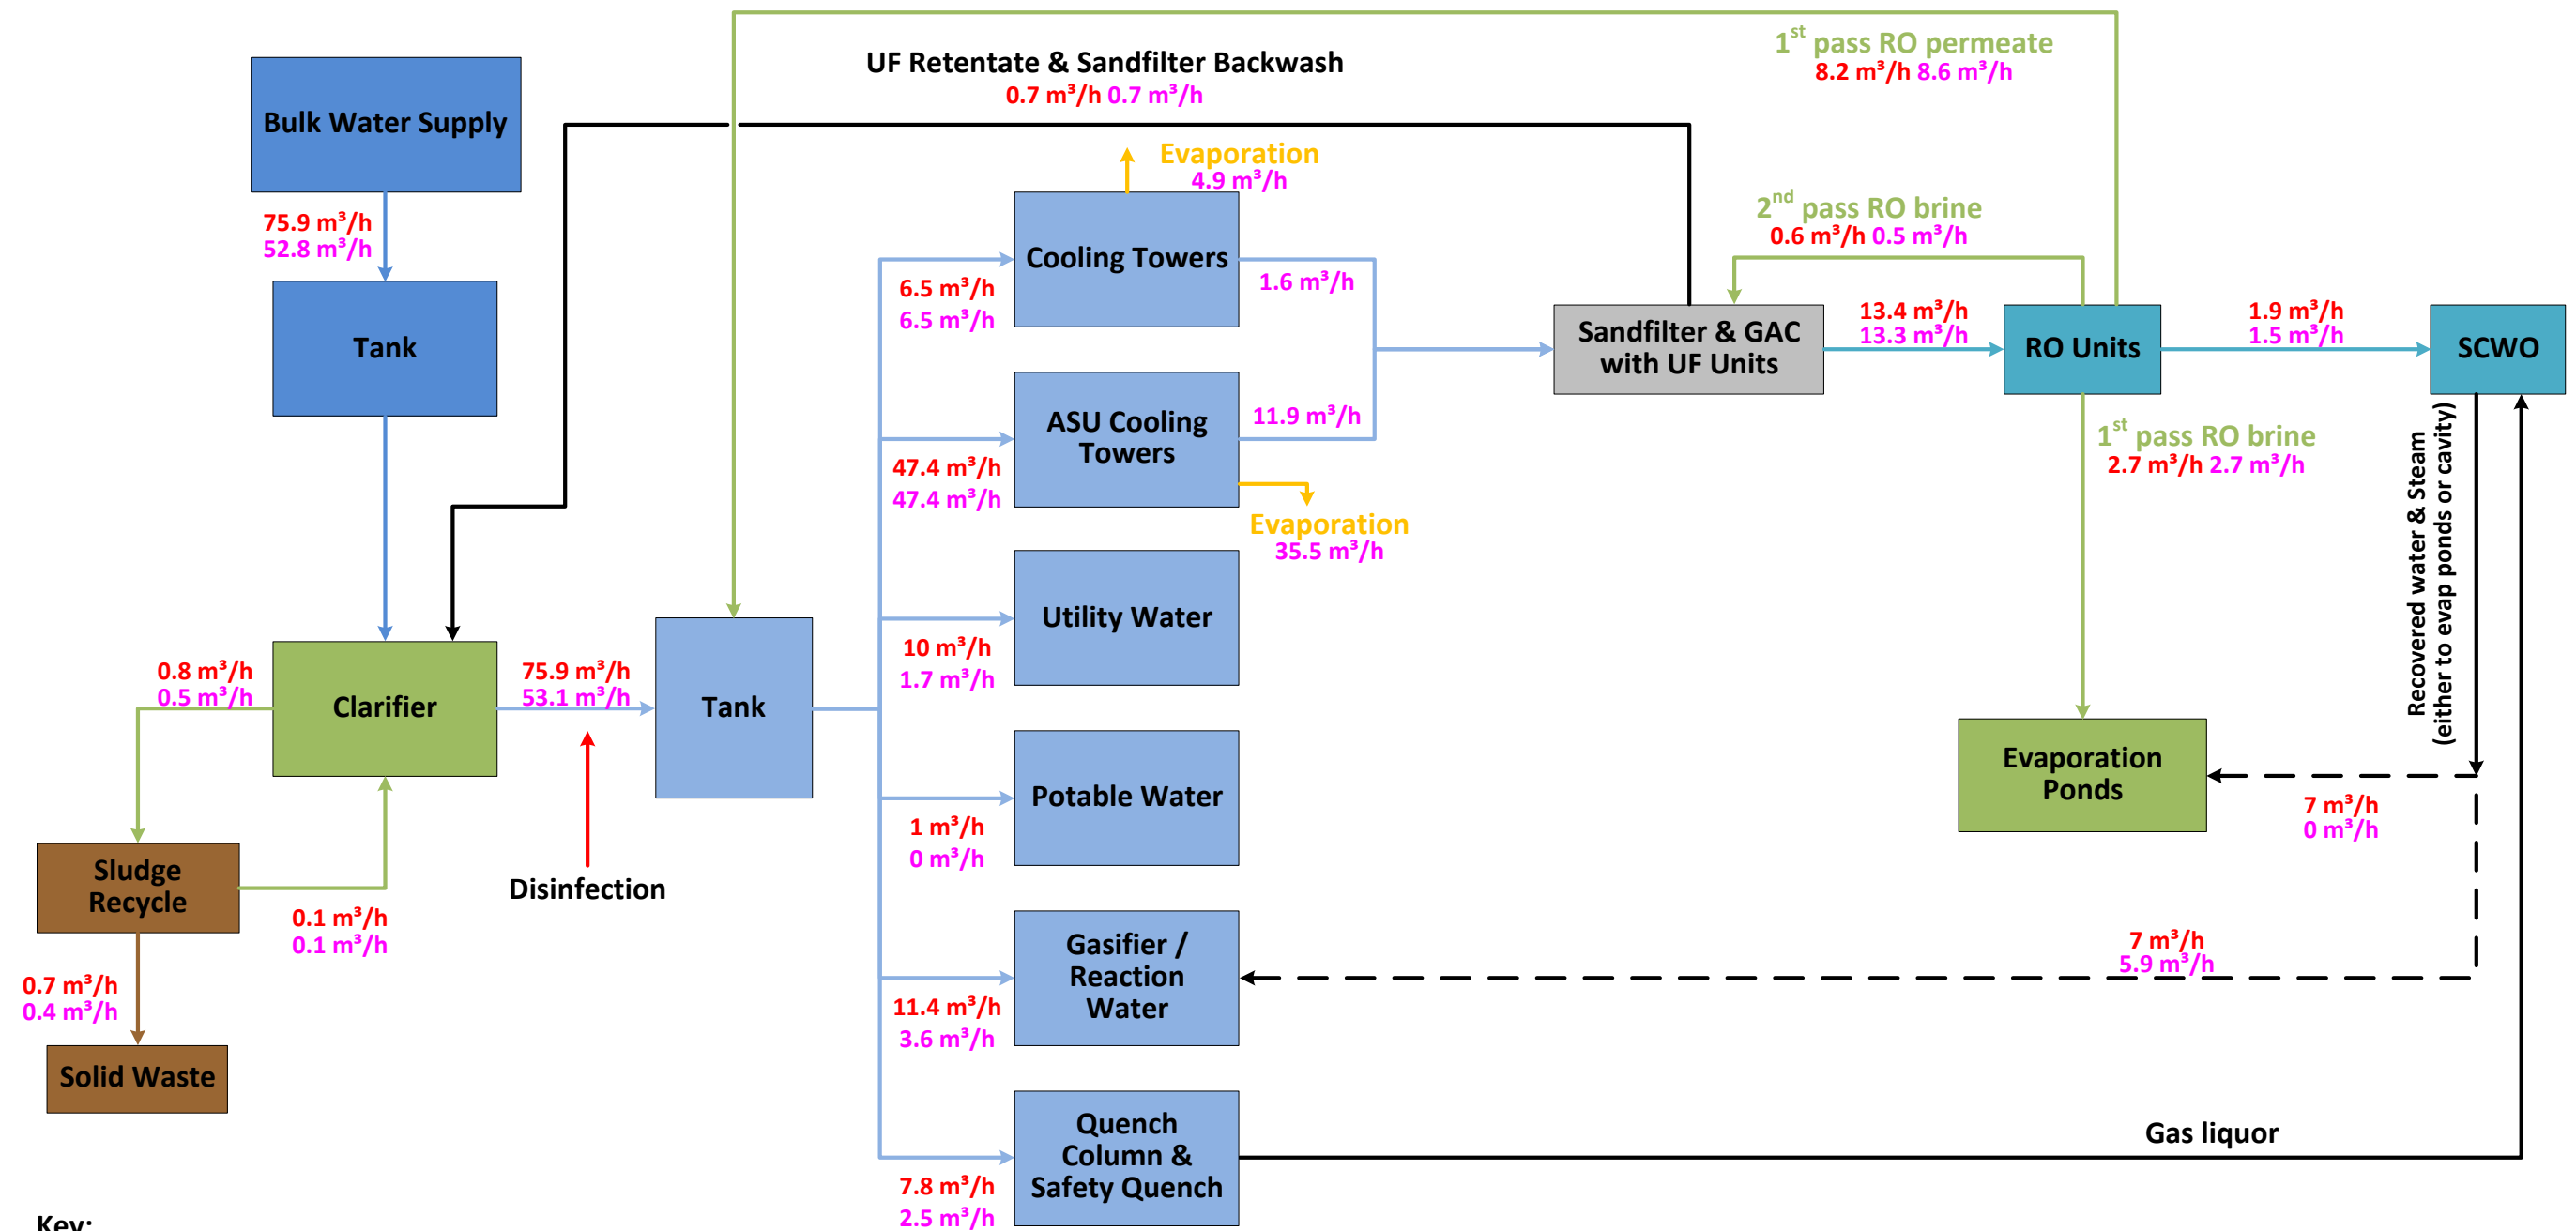 1st pass RO permeate
8.2 m³/h 8.6 m³/h
UF Retentate & Sandfilter Backwash
0.7 m³/h 0.7 m³/h
Bulk Water Supply
75.9 m³/h
52.8 m³/h
Tank
Evaporation
4.9 m³/h
Cooling Towers
6.5 m³/h
6.5 m³/h
1.6 m³/h
2nd pass RO brine
0.6 m³/h 0.5 m³/h
Sandfilter & GAC
with UF Units
13.4 m³/h
13.3 m³/h
RO Units
1.9 m³/h
1.5 m³/h
SCWO
ASU Cooling
Towers
11.9 m³/h
47.4 m³/h
47.4 m³/h
Evaporation
35.5 m³/h
1st pass RO brine
2.7 m³/h 2.7 m³/h
Recovered water & Steam
(either to evap ponds or cavity)
Utility Water
10 m³/h
1.7 m³/h
0.8 m³/h
0.5 m³/h
Clarifier
75.9 m³/h
53.1 m³/h
Tank
Disinfection
Potable Water
1 m³/h
0 m³/h
Evaporation
Ponds
7 m³/h
0 m³/h
Sludge
Recycle
0.1 m³/h
0.1 m³/h
0.7 m³/h
0.4 m³/h
Solid Waste
Gasifier /
Reaction
Water
11.4 m³/h
3.6 m³/h
7 m³/h
5.9 m³/h
Quench
Column &
Safety Quench
7.8 m³/h
2.5 m³/h
Gas liquor
Key: